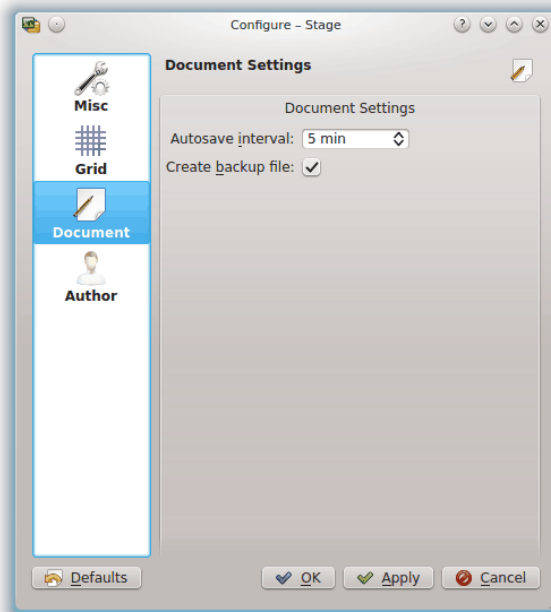 Configure – Stage
Misc
Grid
Document
Author
Document Settings
Document Settings
Autosave interval: 5 min
Create backup file:
Defaults
OK
Apply
Cancel